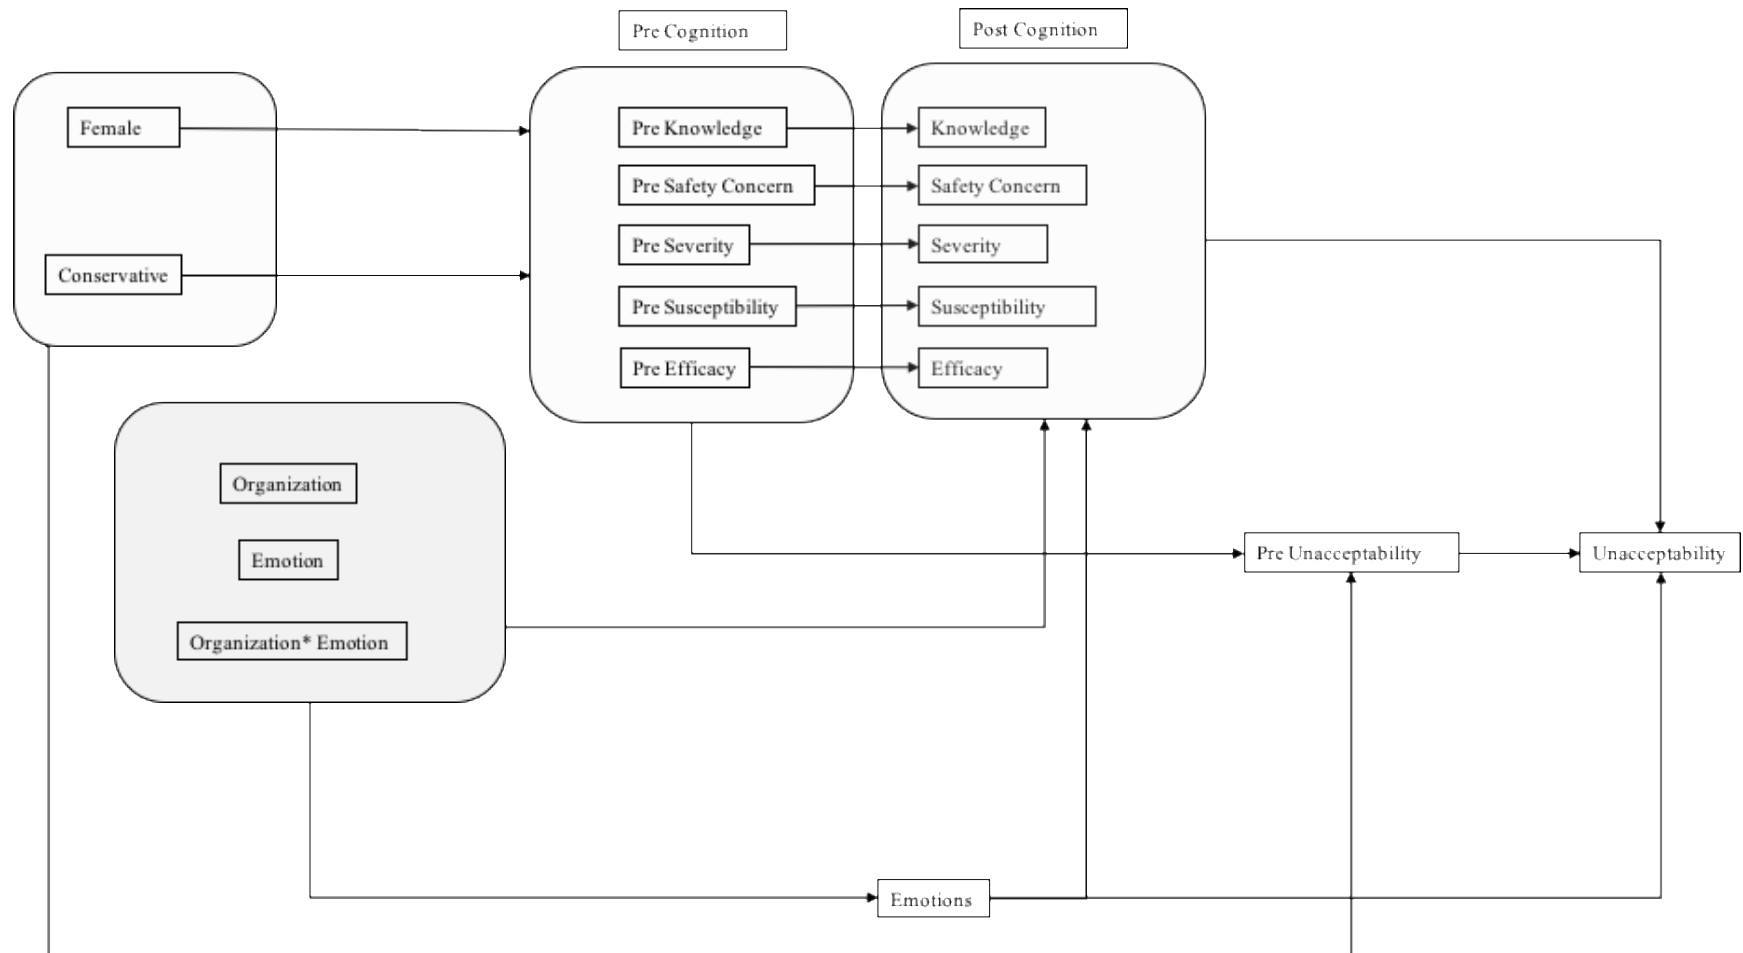 Pre Cognition
Post Cognition
Female
Pre Knowledge
Knowledge
Pre Safety Concern
Safety Concern
Pre Severity
Severity
Conservative
Pre Susceptibility
Susceptibility
Pre Efficacy
Efficacy
Organization
Emotion
Pre Unacceptability
Unacceptability
Organization* Emotion
Emotions